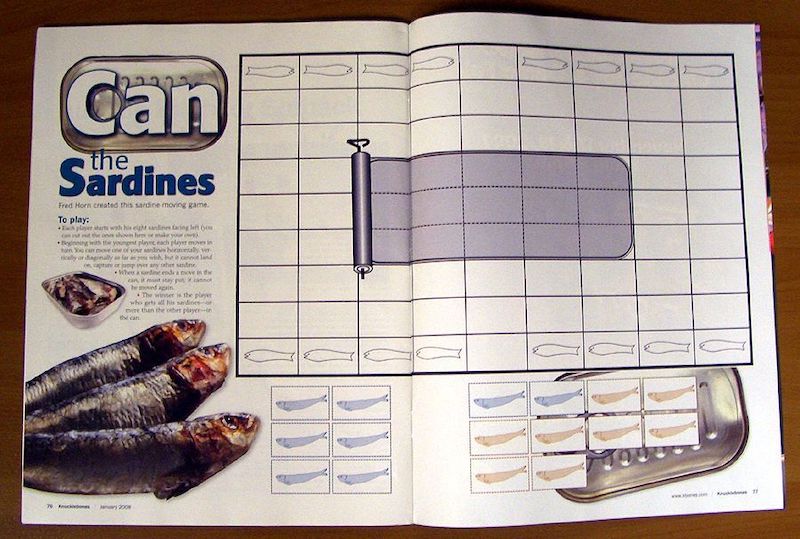 Can
the
Sardines
Fred Horn created this sardine moving game.
To play:
• Each player starts with his eight sardines facing left (you
can cut out the ones shown here or make your own).
• Beginning with the youngest player, each player moves in
turn. You can move one of your sardines horizontally, ver-
tically or diagonally as far as you wish, but it cannot land
on, capture or jump over any other sardine.
• When a sardine ends a move in the
can, it must stay put; it cannot
be moved again.
• The winner is the player
who gets all his sardines—or
more than the other player—in
the can.
76 Knucklebones January 2008
Knucklebones 77